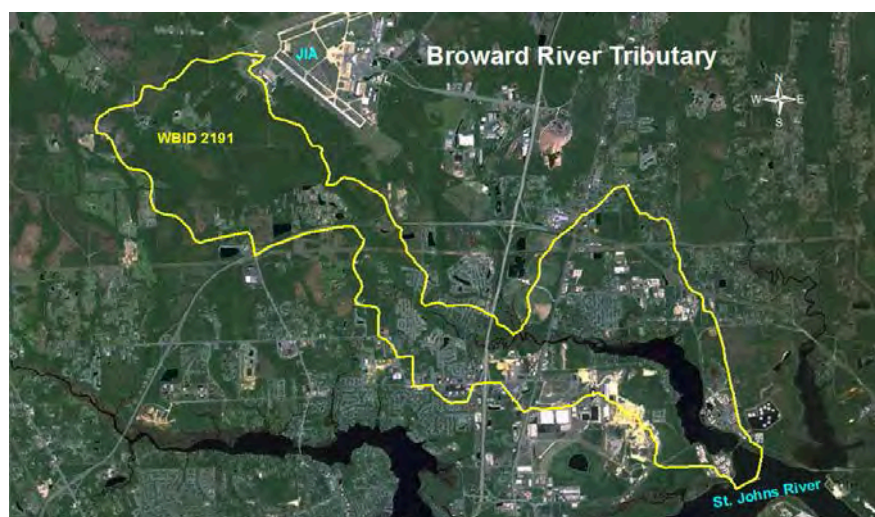 JIA
Broward River Tributary
WBID 2191
N
W E
S
St. Johns River